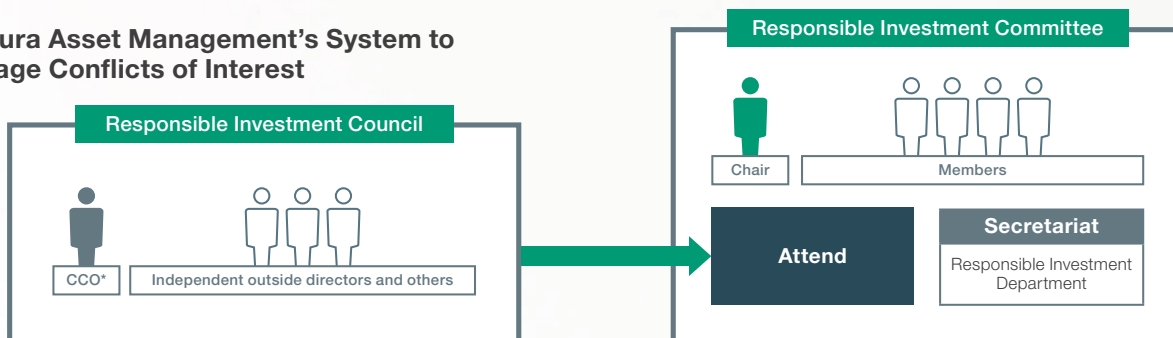 ura Asset Management's System to
age Conflicts of Interest
Responsible Investment Council
CCO*
Independent outside directors and others
Responsible Investment Committee
Chair
Members
Attend
Secretariat
Responsible Investment
Department